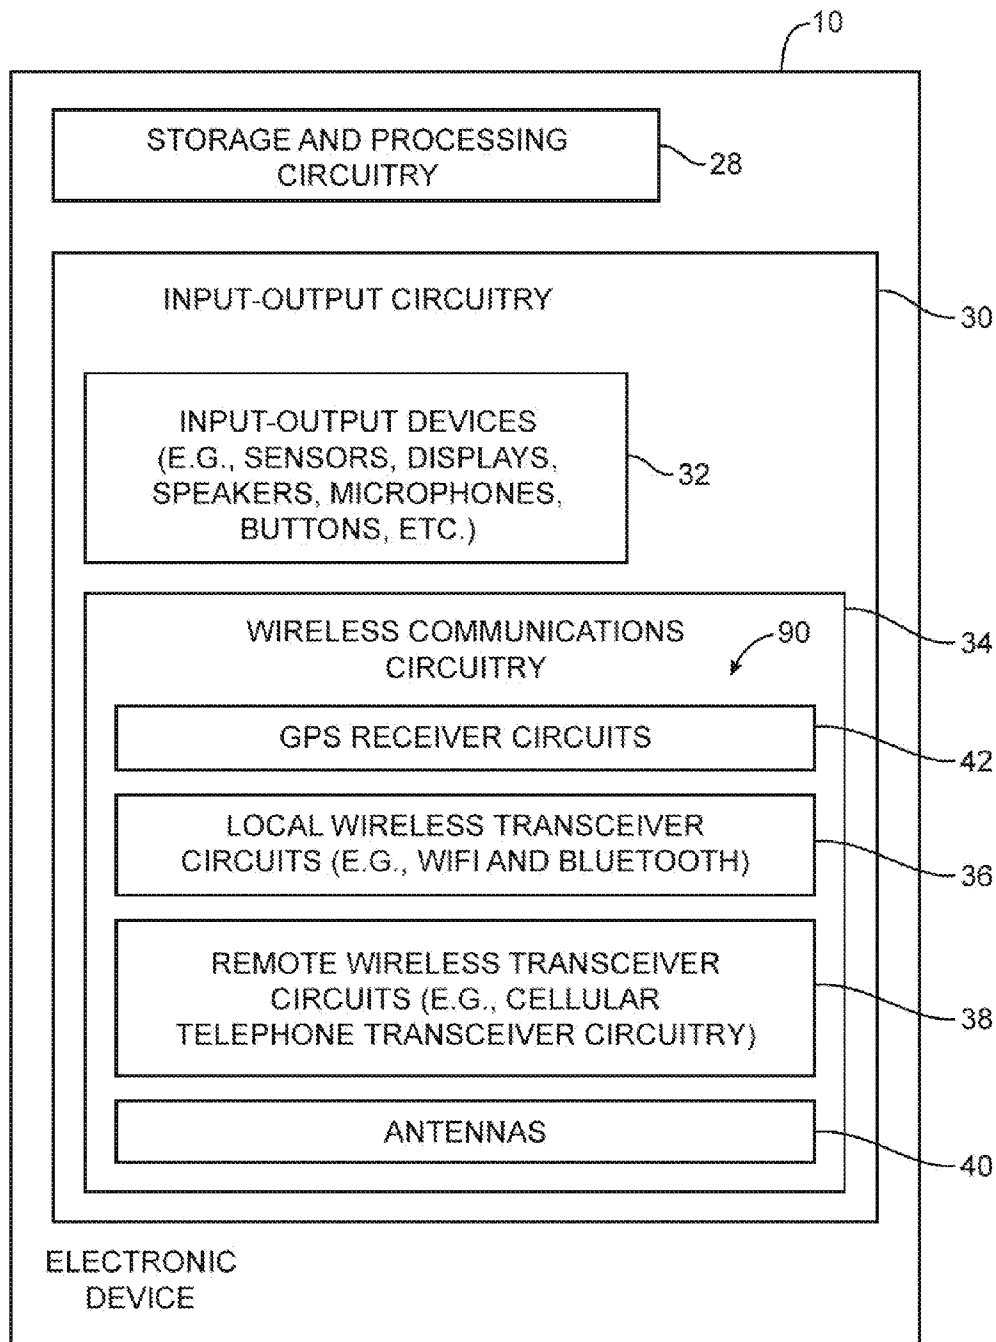 10
STORAGE AND PROCESSING
CIRCUITRY
28
INPUT-OUTPUT CIRCUITRY
30
INPUT-OUTPUT DEVICES
(E.G., SENSORS, DISPLAYS,
SPEAKERS, MICROPHONES,
BUTTONS, ETC.)
32
WIRELESS COMMUNICATIONS
CIRCUITRY
90
34
GPS RECEIVER CIRCUITS
42
LOCAL WIRELESS TRANSCEIVER
CIRCUITS (E.G., WIFI AND BLUETOOTH)
36
REMOTE WIRELESS TRANSCEIVER
CIRCUITS (E.G., CELLULAR
TELEPHONE TRANSCEIVER CIRCUITRY)
38
ANTENNAS
40
ELECTRONIC
DEVICE